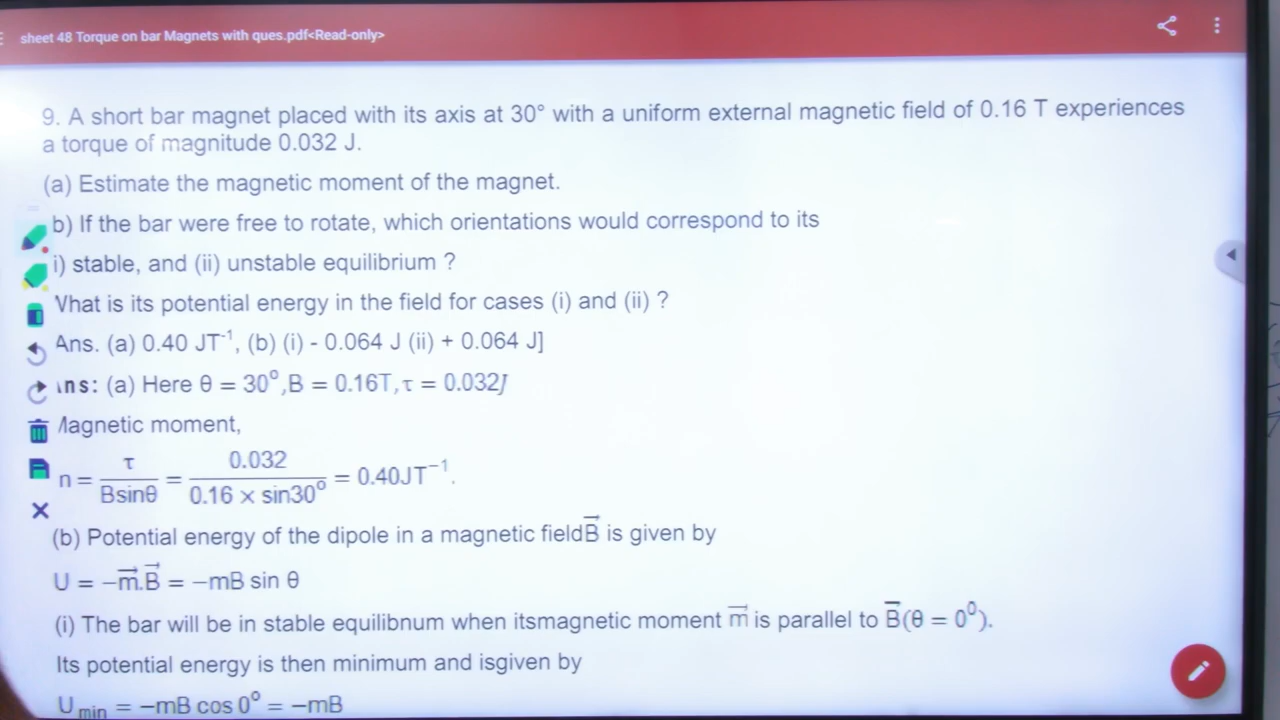 sheet 48 Torque on bar Magnets with ques.pdf<Read-only>
9. A short bar magnet placed with its axis at 30° with a uniform external magnetic field of 0.16 T experiences
a torque of magnitude 0.032 J.
(a) Estimate the magnetic moment of the magnet.
b) If the bar were free to rotate, which orientations would correspond to its
i) stable, and (ii) unstable equilibrium ?
What is its potential energy in the field for cases (i) and (ii) ?
Ans. (a) 0.40 JT⁻¹, (b) (i) - 0.064 J (ii) + 0.064 J]
ns: (a) Here θ = 30⁰,B = 0.16T,τ = 0.032J
Magnetic moment,
m = τ / Bsinθ = 0.032 / 0.16 × sin30⁰ = 0.40JT⁻¹.
(b) Potential energy of the dipole in a magnetic field B⃗ is given by
U = −m⃗.B⃗ = −mB sin θ
(i) The bar will be in stable equilibnum when itsmagnetic moment m⃗ is parallel to B⃗(θ = 0⁰).
Its potential energy is then minimum and isgiven by
U min = −mB cos 0⁰ = −mB